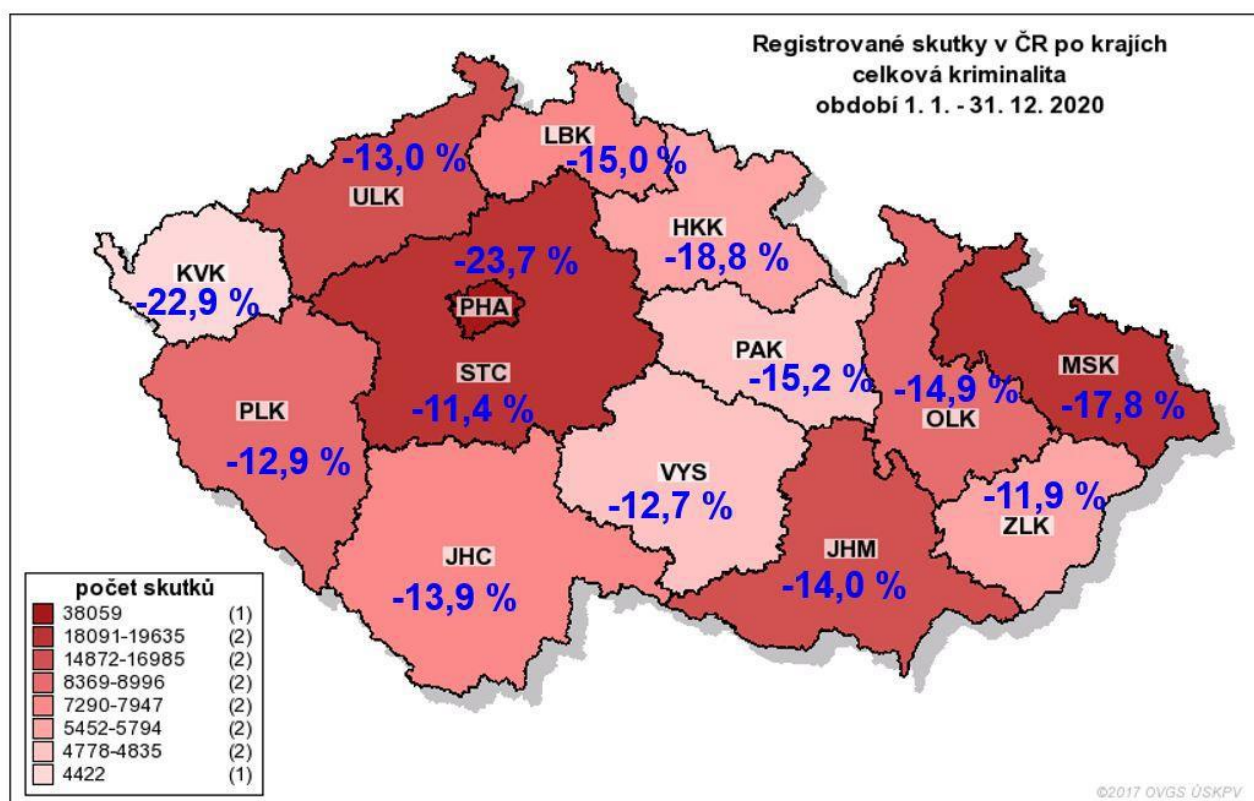 Registrované skutky v ČR po krajích
celková kriminalita
období 1. 1. - 31. 12. 2020
LBK
-15,0 %
-13,0 %
ULK
HKK
-18,8 %
KVK
-22,9 %
-23,7 %
PHA
STC
-11,4 %
PAK
-15,2 %
MSK
-17,8 %
-14,9 %
OLK
PLK
-12,9 %
VYS
-12,7 %
-11,9 %
ZLK
JHC
-13,9 %
JHM
-14,0 %
počet skutků
38059 (1)
18091-19635 (2)
14872-16985 (2)
8369-8996 (2)
7290-7947 (2)
5452-5794 (2)
4778-4835 (2)
4422 (1)
©2017 OVGS ÚSKPV